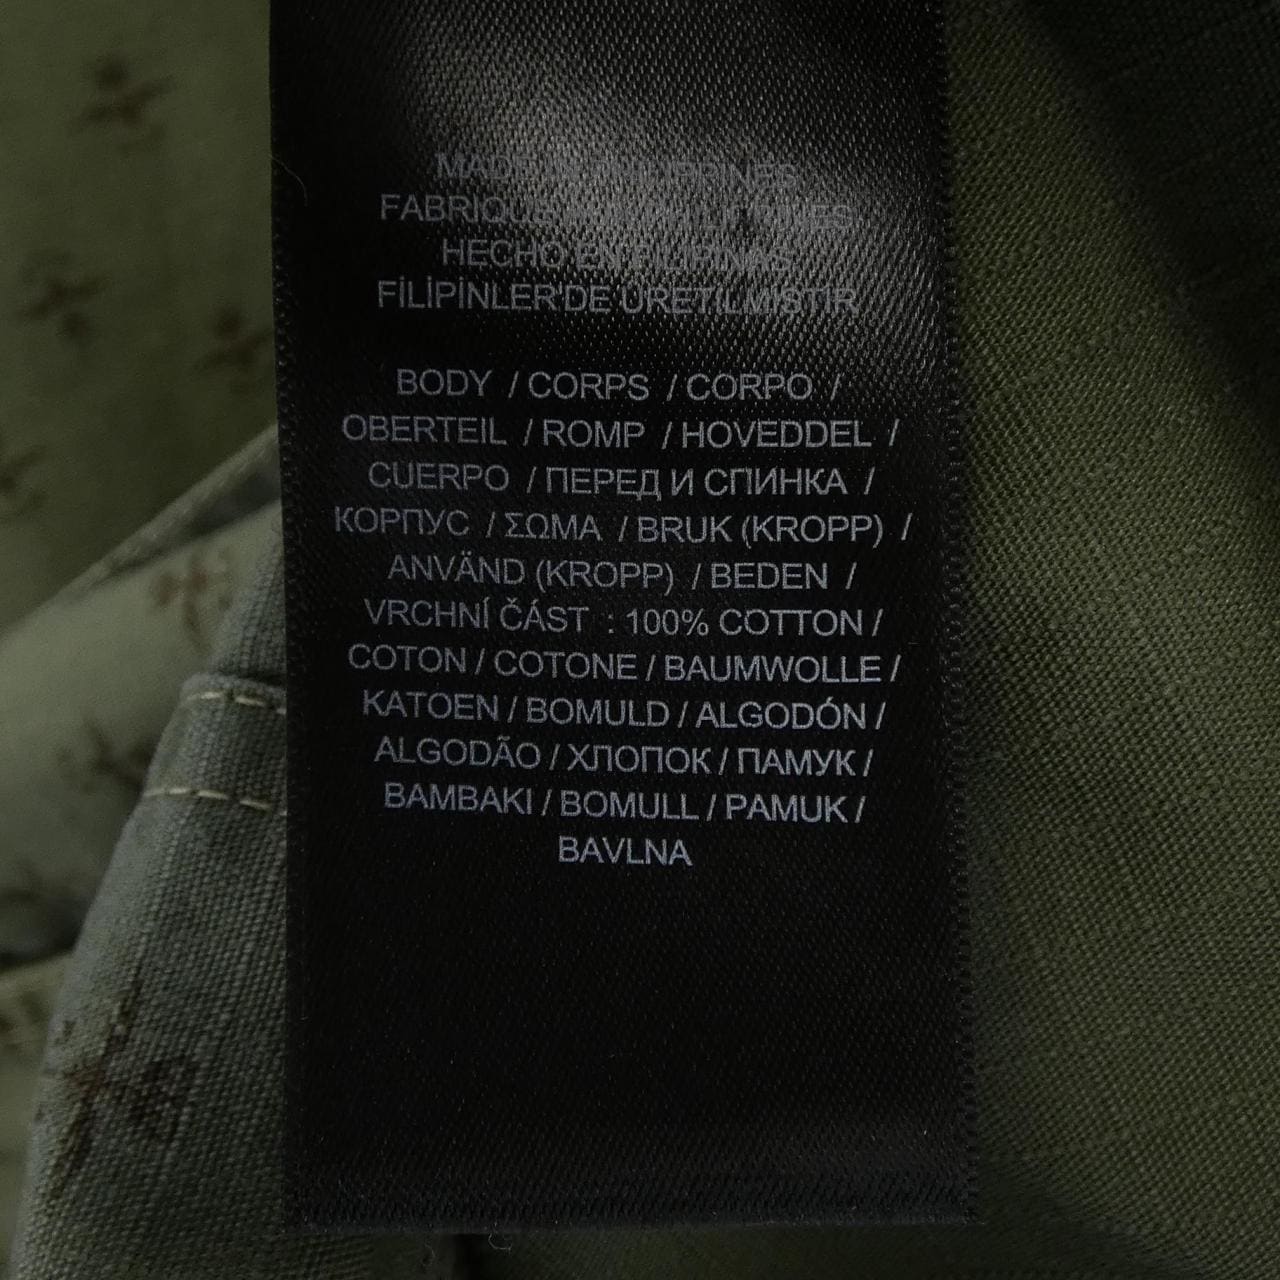 MADE IN PHILIPPINES
FABRIQUÉ AUX PHILIPPINES
HECHO EN FILIPINAS
FİLİPİNLER'DE ÜRETİLMİŞTİR
BODY / CORPS / CORPO /
OBERTEIL / ROMP / HOVEDDEL /
CUERPO / ПЕРЕД И СПИНКА /
КОРПУС / ΣΩΜΑ / BRUK (KROPP) /
ANVÄND (KROPP) / BEDEN /
VRCHNÍ ČÁST : 100% COTTON /
COTON / COTONE / BAUMWOLLE /
KATOEN / BOMULD / ALGODÓN /
ALGODÃO / ХЛОПОК / ПАМУК /
BAMBAKI / BOMULL / PAMUK /
BAVLNA